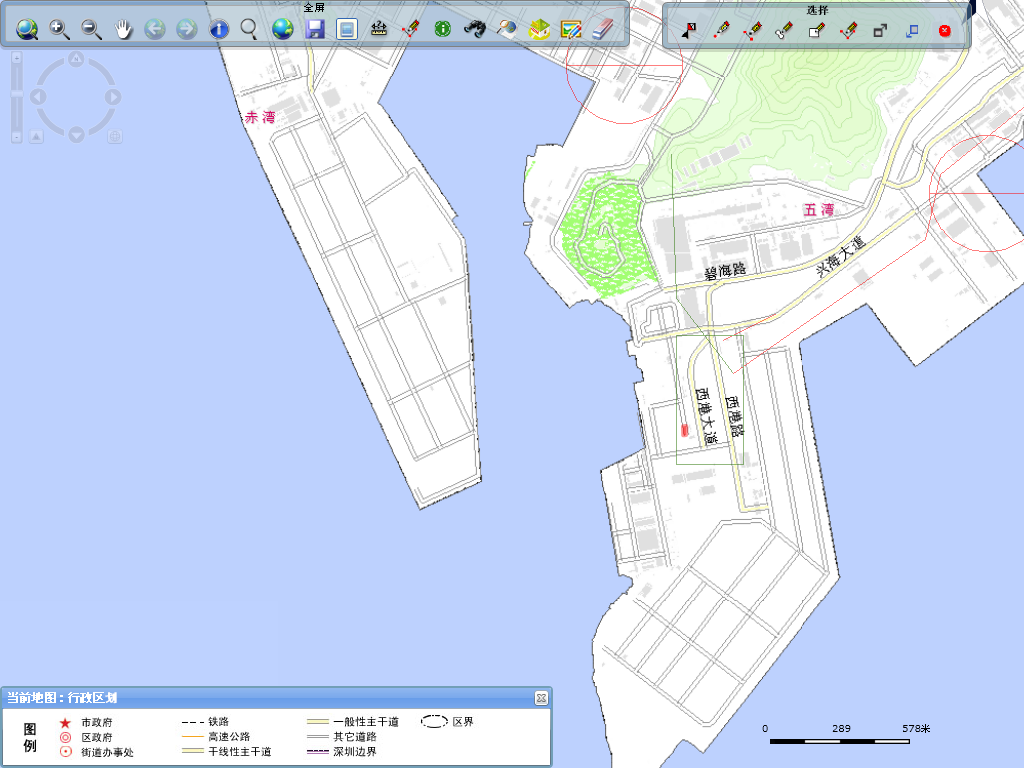 全屏
选择
赤湾
五湾
碧海路
兴海大道
西港大道
西港路
当前地图：行政区划
图例
市政府
区政府
街道办事处
铁路
高速公路
干线性主干道
一般性主干道
其它道路
深圳边界
区界
0 289 578米